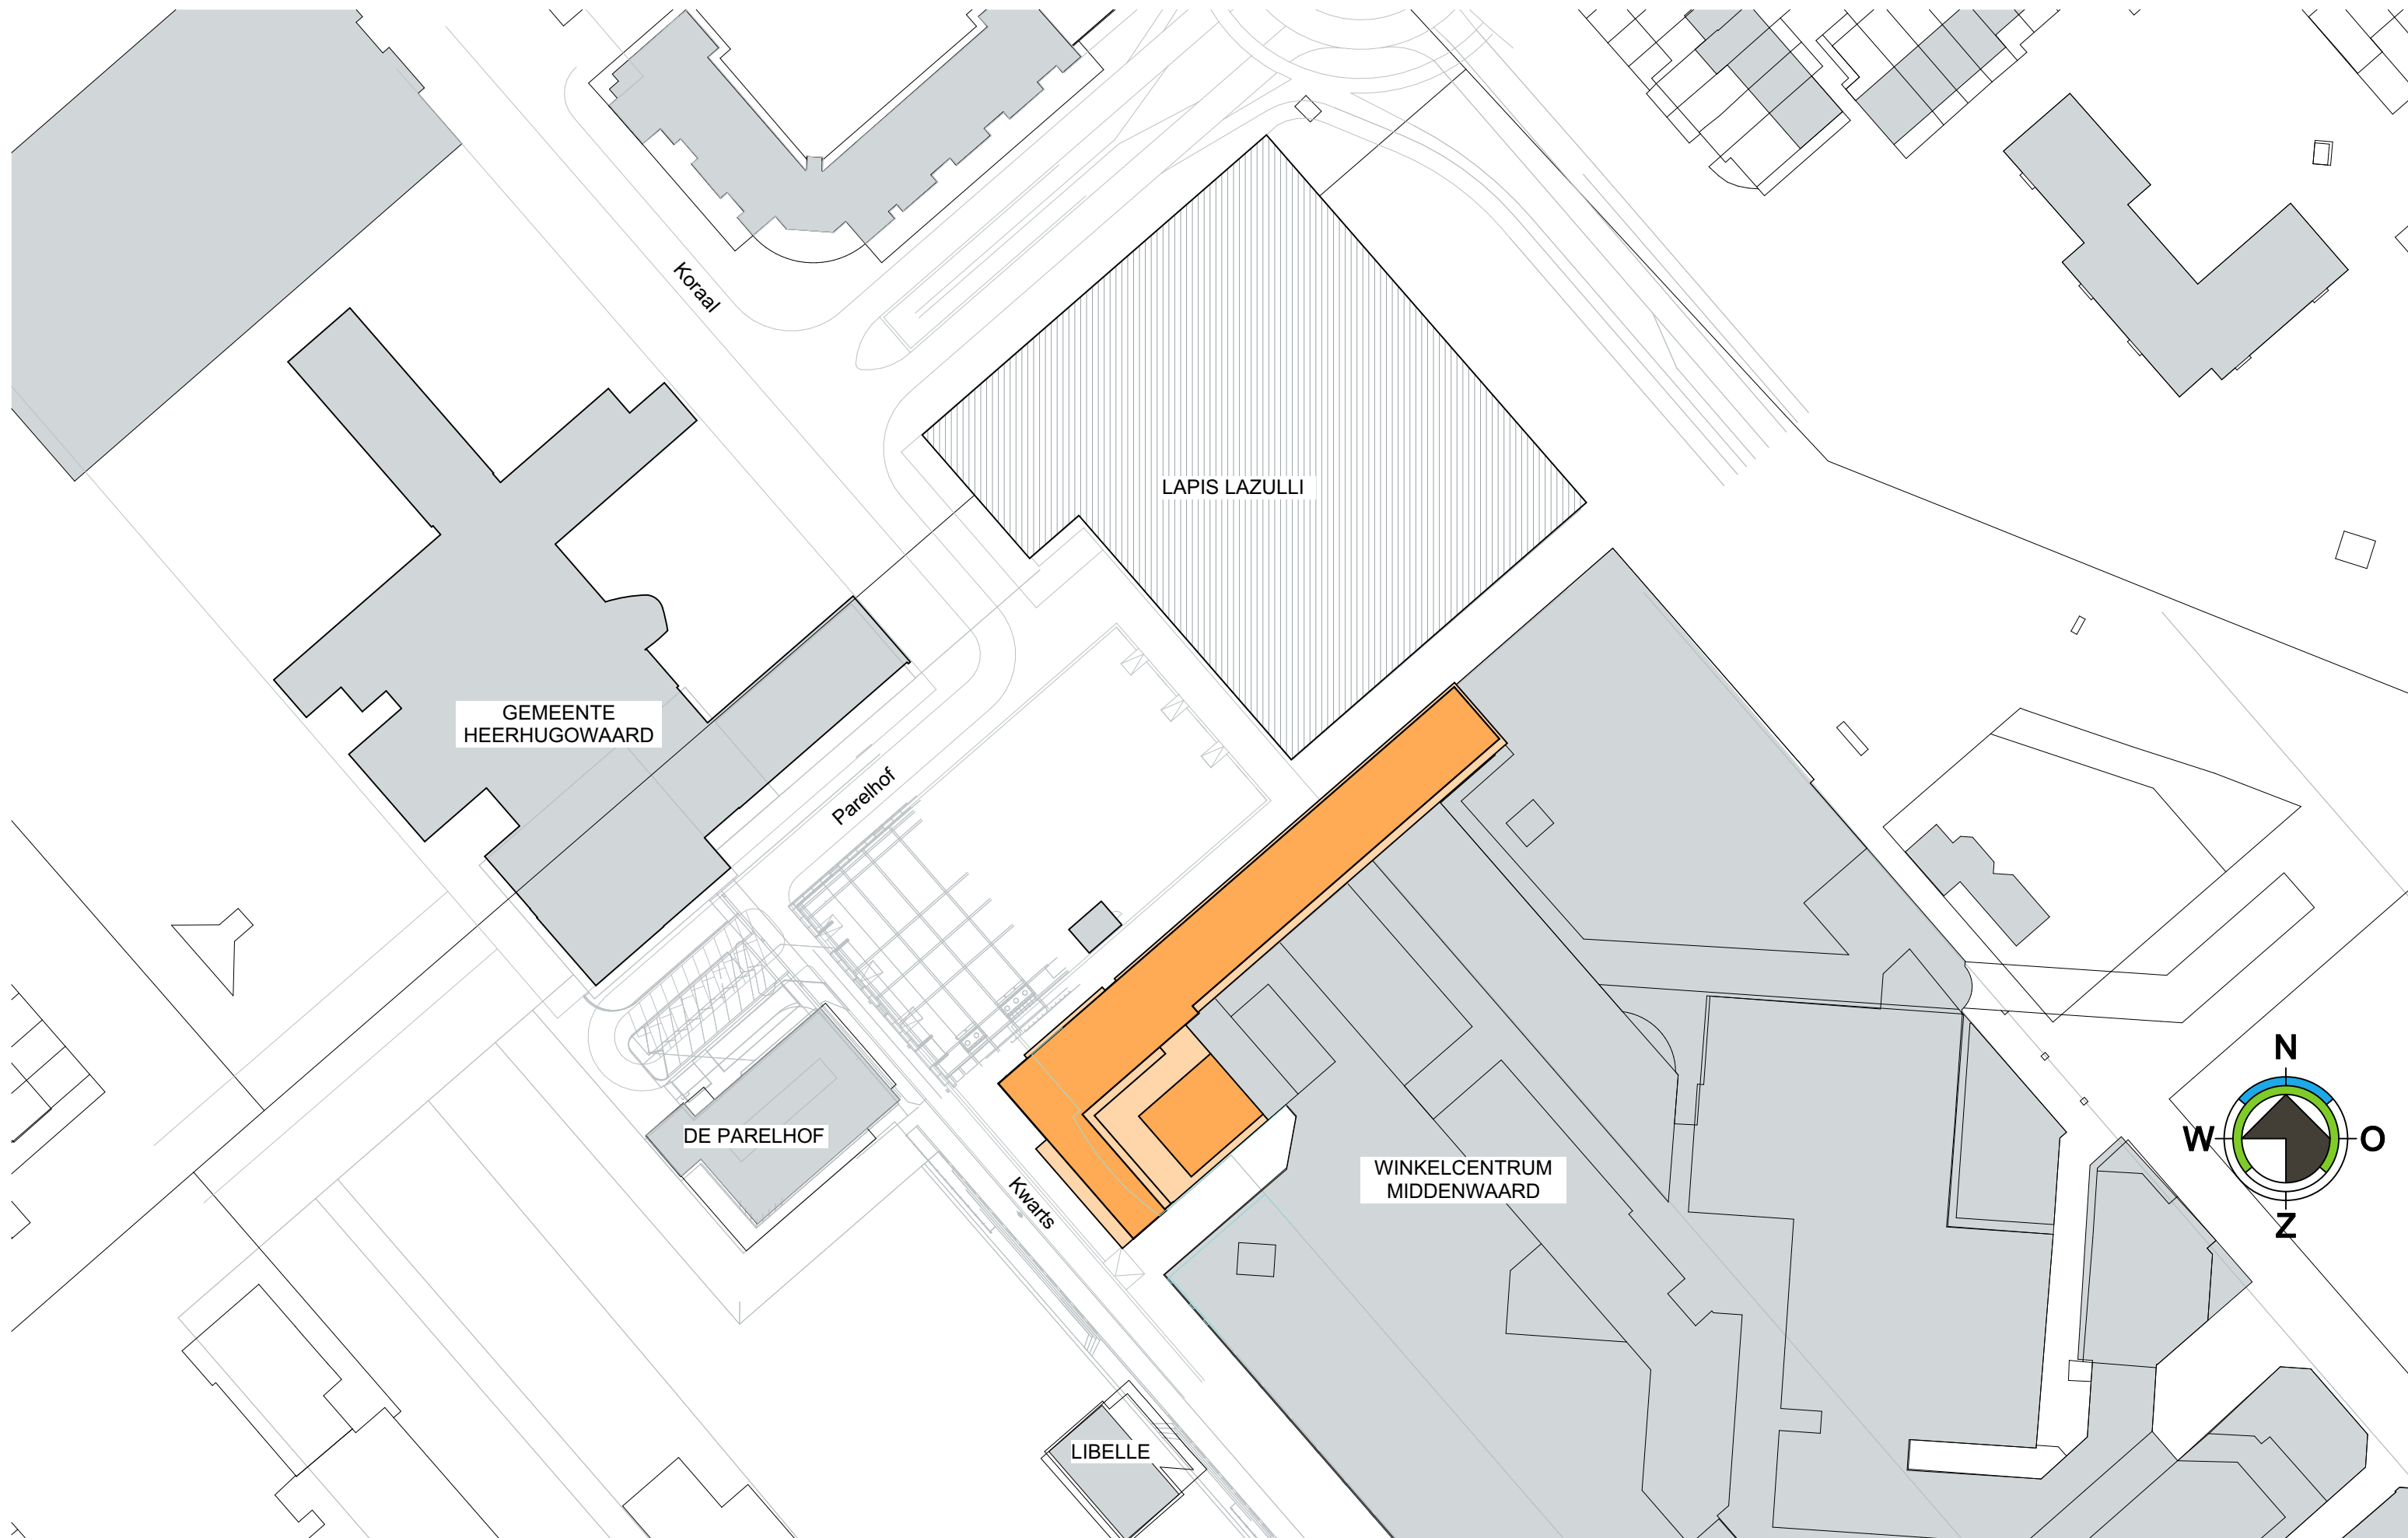 Koraal
LAPIS LAZULLI
GEMEENTE
HEERHUGOWAARD
Parelhof
DE PARELHOF
Kwarts
WINKELCENTRUM
MIDDENWAARD
N
W
O
Z
LIBELLE